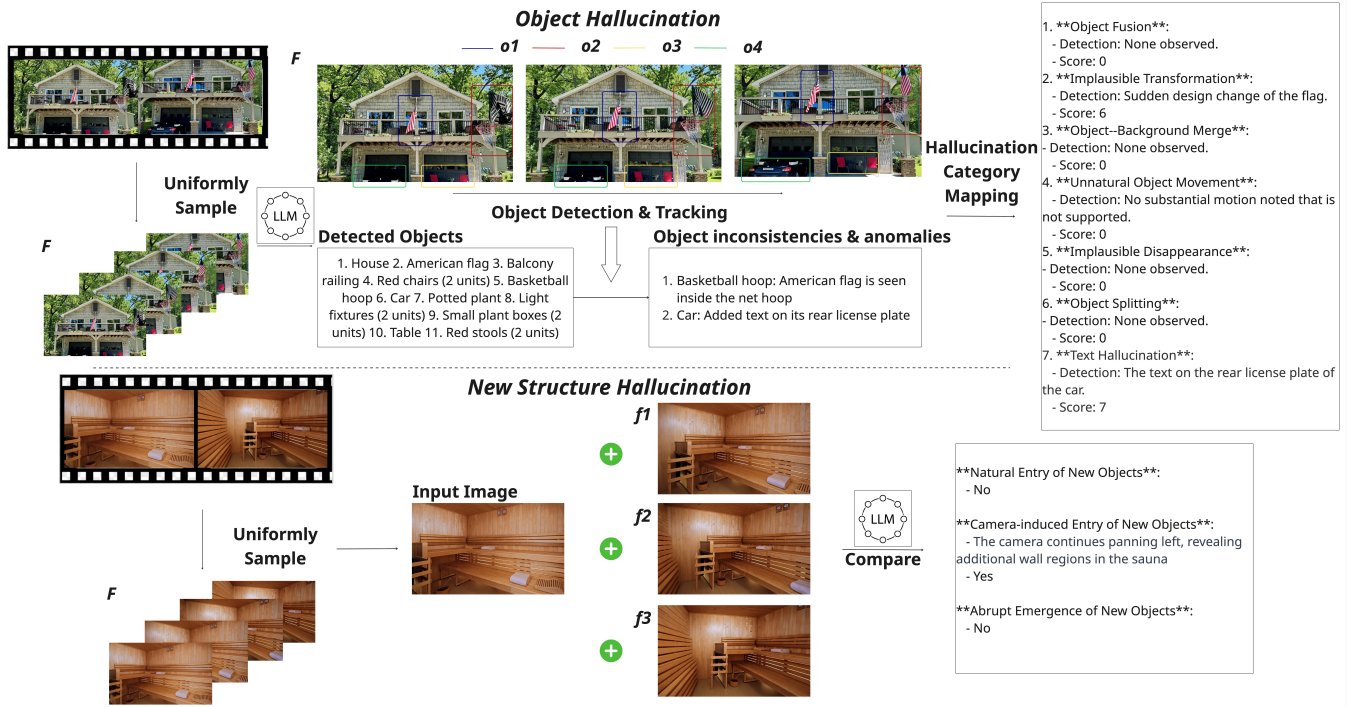 Object Hallucination
o1 o2 o3 o4
F
Uniformly
Sample
LLM
F
Object Detection & Tracking
Detected Objects
1. House 2. American flag 3. Balcony
railing 4. Red chairs (2 units) 5. Basketball
hoop 6. Car 7. Potted plant 8. Light
fixtures (2 units) 9. Small plant boxes (2
units) 10. Table 11. Red stools (2 units)
Object inconsistencies & anomalies
1. Basketball hoop: American flag is seen
inside the net hoop
2. Car: Added text on its rear license plate
Hallucination
Category
Mapping
1. **Object Fusion**:
- Detection: None observed.
- Score: 0
2. **Implausible Transformation**:
- Detection: Sudden design change of the flag.
- Score: 6
3. **Object--Background Merge**:
- Detection: None observed.
- Score: 0
4. **Unnatural Object Movement**:
- Detection: No substantial motion noted that is
not supported.
- Score: 0
5. **Implausible Disappearance**:
- Detection: None observed.
- Score: 0
6. **Object Splitting**:
- Detection: None observed.
- Score: 0
7. **Text Hallucination**:
- Detection: The text on the rear license plate of
the car.
- Score: 7
New Structure Hallucination
Uniformly
Sample
F
Input Image
f1
f2
f3
LLM
Compare
**Natural Entry of New Objects**:
- No
**Camera-induced Entry of New Objects**:
- The camera continues panning left, revealing
additional wall regions in the sauna
- Yes
**Abrupt Emergence of New Objects**:
- No